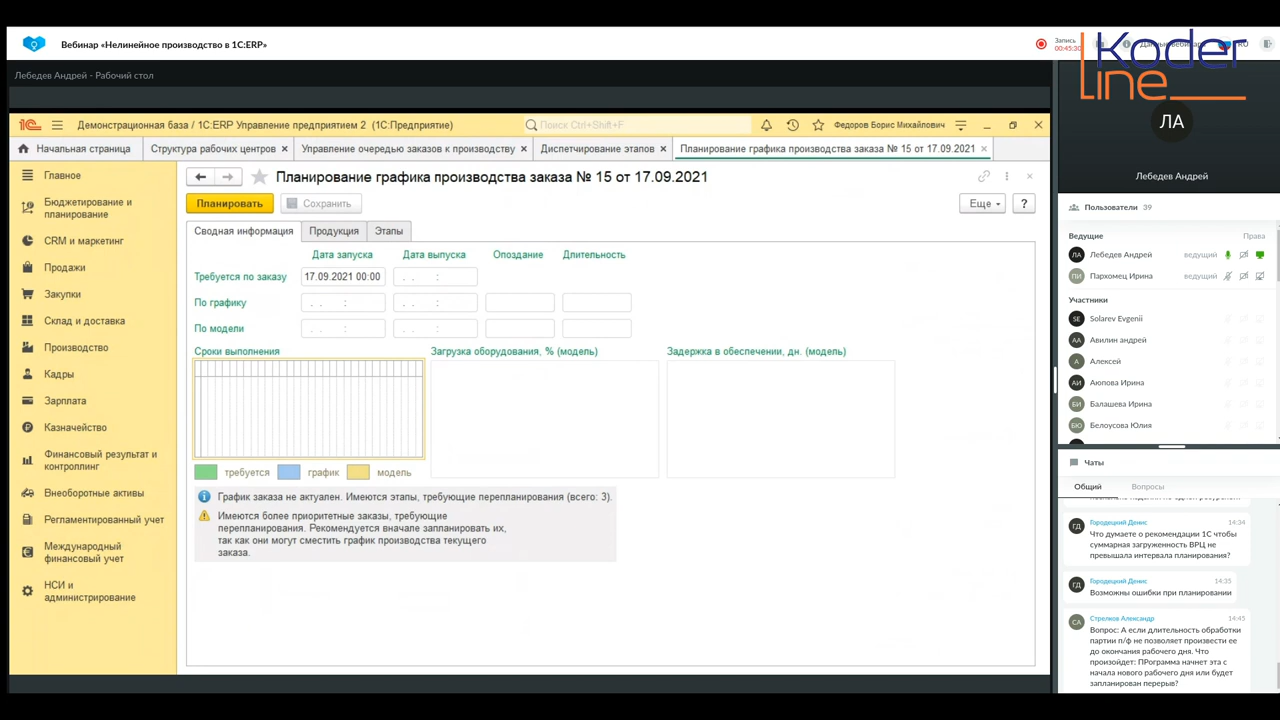 Вебинар «Нелинейное производство в 1С:ERP»
Запись
00:45:30
RU
Koder
line
Лебедев Андрей - Рабочий стол
ЛА
Лебедев Андрей
1С
Демонстрационная база / 1С:ERP Управление предприятием 2 (1С:Предприятие)
Поиск Ctrl+Shift+F
Федоров Борис Михайлович
Начальная страница
Структура рабочих центров ×
Управление очередью заказов к производству ×
Диспетчирование этапов ×
Планирование графика производства заказа № 15 от 17.09.2021 ×
Главное
Бюджетирование и
планирование
CRM и маркетинг
Продажи
Закупки
Склад и доставка
Производство
Кадры
Зарплата
Казначейство
Финансовый результат и
контроллинг
Внеоборотные активы
Регламентированный учет
Международный
финансовый учет
НСИ и
администрирование
Планирование графика производства заказа № 15 от 17.09.2021
Планировать
Сохранить
Еще
?
Сводная информация
Продукция
Этапы
Дата запуска
Дата выпуска
Опоздание
Длительность
Требуется по заказу
17.09.2021 00:00
. . :
По графику
. . :
. . :
По модели
. . :
. . :
Сроки выполнения
Загрузка оборудования, % (модель)
Задержка в обеспечении, дн. (модель)
требуется
график
модель
График заказа не актуален. Имеются этапы, требующие перепланирования (всего: 3).
Имеются более приоритетные заказы, требующие
перепланирования. Рекомендуется вначале запланировать их,
так как они могут сместить график производства текущего
заказа.
Пользователи 39
Ведущие
Права
ЛА
Лебедев Андрей
ведущий
ПИ
Пархомец Ирина
ведущий
Участники
SE
Solarev Evgenii
АА
Авилин андрей
А
Алексей
АИ
Аюпова Ирина
БИ
Балашева Ирина
БЮ
Белоусова Юлия
Чаты
Общий
Вопросы
ГД
Городецкий Денис
14:34
Что думаете о рекомендации 1С чтобы
суммарная загруженность ВРЦ не
превышала интервала планирования?
ГД
Городецкий Денис
14:35
Возможны ошибки при планировании
СА
Стрелков Александр
14:45
Вопрос: А если длительность обработки
партии п/ф не позволяет произвести ее
до окончания рабочего дня. Что
произойдет: ПРограмма начнет эта с
начала нового рабочего дня или будет
запланирован перерыв?